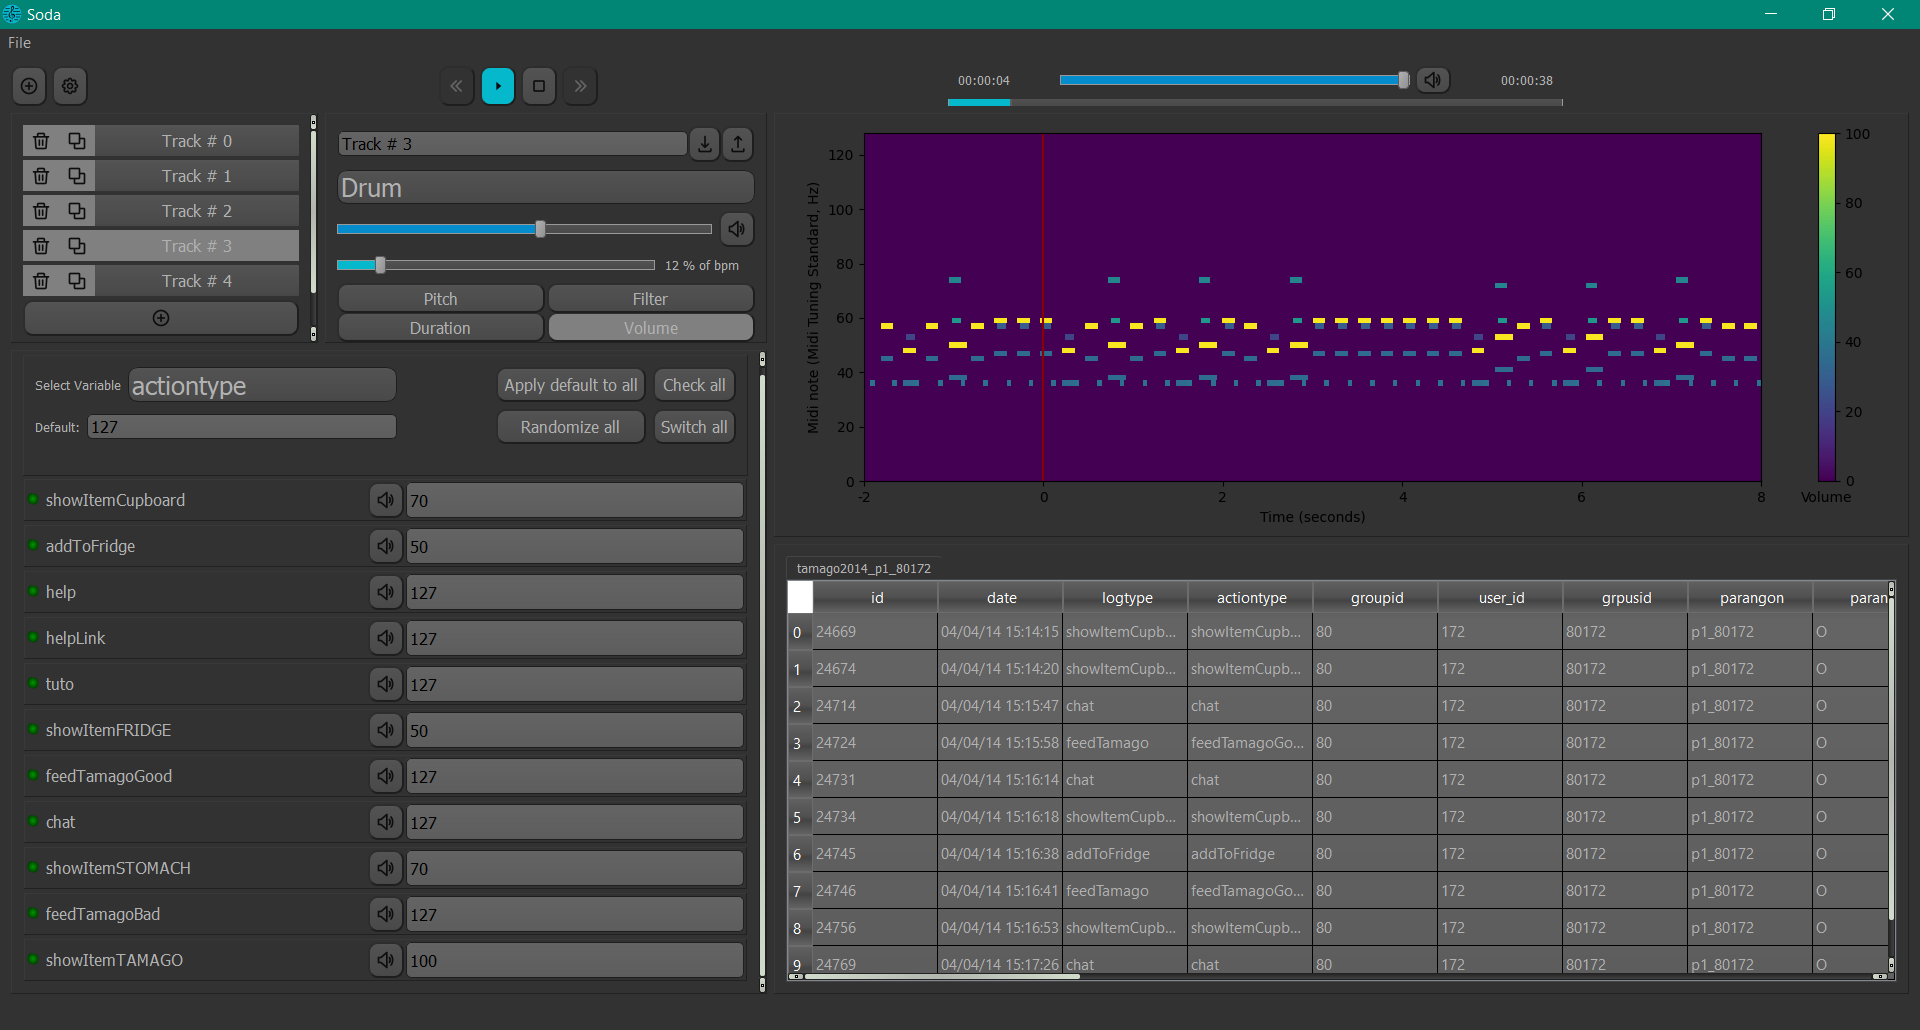 Soda
File
00:00:04
00:00:38
Track # 0
Track # 1
Track # 2
Track # 3
Track # 4
Track # 3
Drum
12 % of bpm
Pitch
Filter
Duration
Volume
Select Variable
actiontype
Apply default to all
Check all
Default:
127
Randomize all
Switch all
showItemCupboard 70
addToFridge 50
help 127
helpLink 127
tuto 127
showItemFRIDGE 50
feedTamagoGood 127
chat 127
showItemSTOMACH 70
feedTamagoBad 127
showItemTAMAGO 100
Midi note (Midi Tuning Standard, Hz)
120
100
80
60
40
20
0
-2 0 2 4 6 8
Time (seconds)
100
80
60
40
20
0
Volume
tamago2014_p1_80172
id date logtype actiontype groupid user_id grpusid parangon paran
0 24669 04/04/14 15:14:15 showItemCupb... showItemCupb... 80 172 80172 p1_80172 O
1 24674 04/04/14 15:14:20 showItemCupb... showItemCupb... 80 172 80172 p1_80172 O
2 24714 04/04/14 15:15:47 chat chat 80 172 80172 p1_80172 O
3 24724 04/04/14 15:15:58 feedTamago feedTamagoGo... 80 172 80172 p1_80172 O
4 24731 04/04/14 15:16:14 chat chat 80 172 80172 p1_80172 O
5 24734 04/04/14 15:16:18 showItemCupb... showItemCupb... 80 172 80172 p1_80172 O
6 24745 04/04/14 15:16:38 addToFridge addToFridge 80 172 80172 p1_80172 O
7 24746 04/04/14 15:16:41 feedTamago feedTamagoGo... 80 172 80172 p1_80172 O
8 24756 04/04/14 15:16:53 showItemCupb... showItemCupb... 80 172 80172 p1_80172 O
9 24769 04/04/14 15:17:26 chat chat 80 172 80172 p1_80172 O